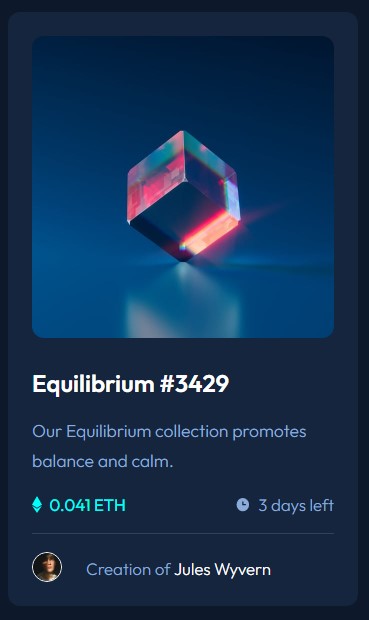 Equilibrium #3429
Our Equilibrium collection promotes
balance and calm.
0.041 ETH
3 days left
Creation of Jules Wyvern